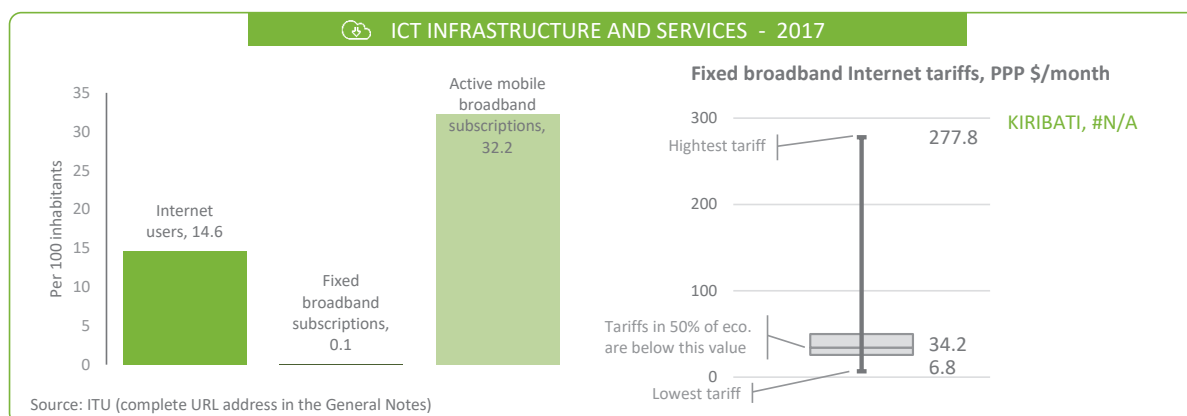 ICT INFRASTRUCTURE AND SERVICES - 2017
Per 100 inhabitants
35
30
25
20
15
10
5
0
Internet
users, 14.6
Fixed
broadband
subscriptions,
0.1
Active mobile
broadband
subscriptions,
32.2
Fixed broadband Internet tariffs, PPP $/month
300
200
100
0
Hightest tariff
277.8
KIRIBATI, #N/A
Tariffs in 50% of eco.
are below this value
34.2
6.8
Lowest tariff
Source: ITU (complete URL address in the General Notes)